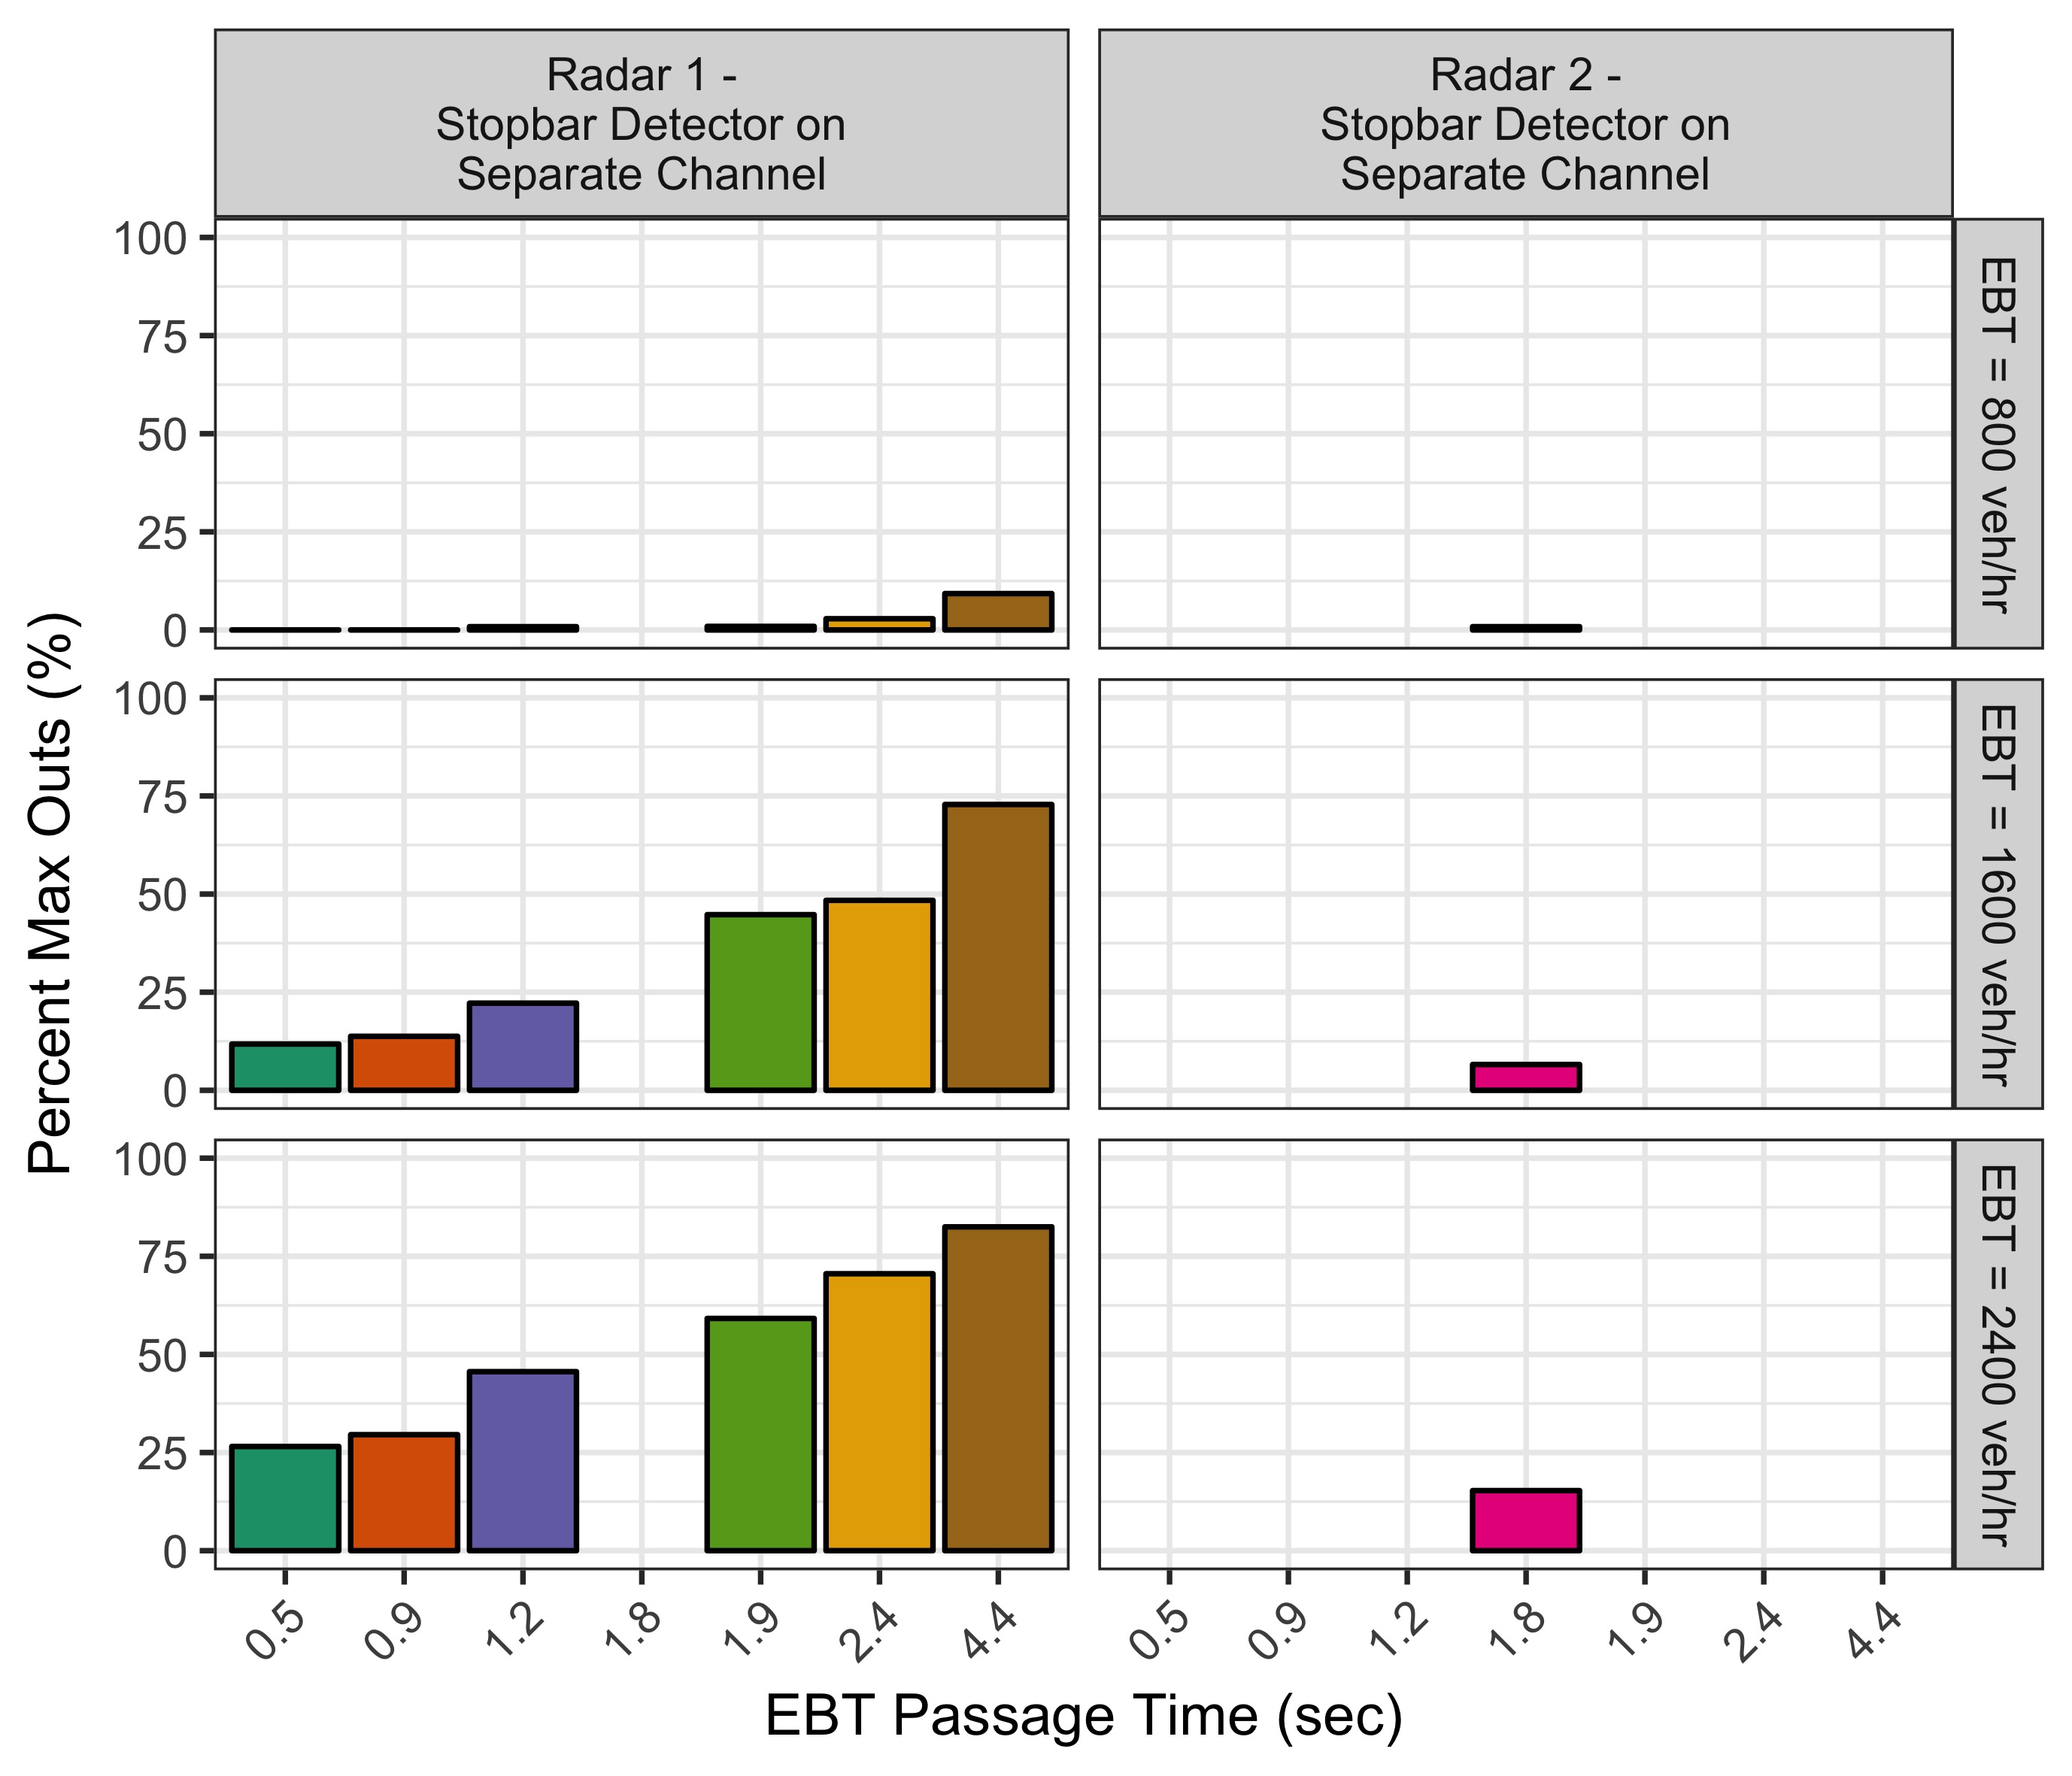 Radar 1 -
Stopbar Detector on
Separate Channel
Radar 2 -
Stopbar Detector on
Separate Channel
Percent Max Outs (%)
100
75
50
25
0
EBT = 800 veh/hr
100
75
50
25
0
EBT = 1600 veh/hr
100
75
50
25
0
EBT = 2400 veh/hr
0.5
0.9
1.2
1.8
1.9
2.4
4.4
0.5
0.9
1.2
1.8
1.9
2.4
4.4
EBT Passage Time (sec)